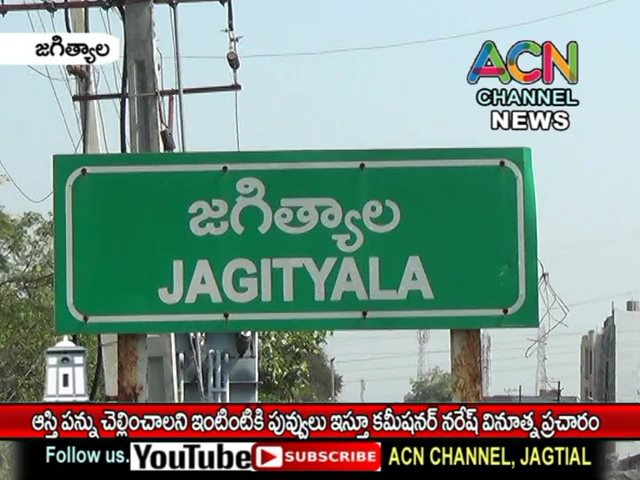 జగిత్యాల
ACN
CHANNEL
NEWS
జగిత్యాల
JAGITYALA
ఆస్తి పన్ను చెల్లించాలని ఇంటింటికి పువ్వులు ఇస్తూ కమీషనర్ నరేష్ వినూత్న ప్రచారం
Follow us. YouTube SUBSCRIBE ACN CHANNEL, JAGTIAL